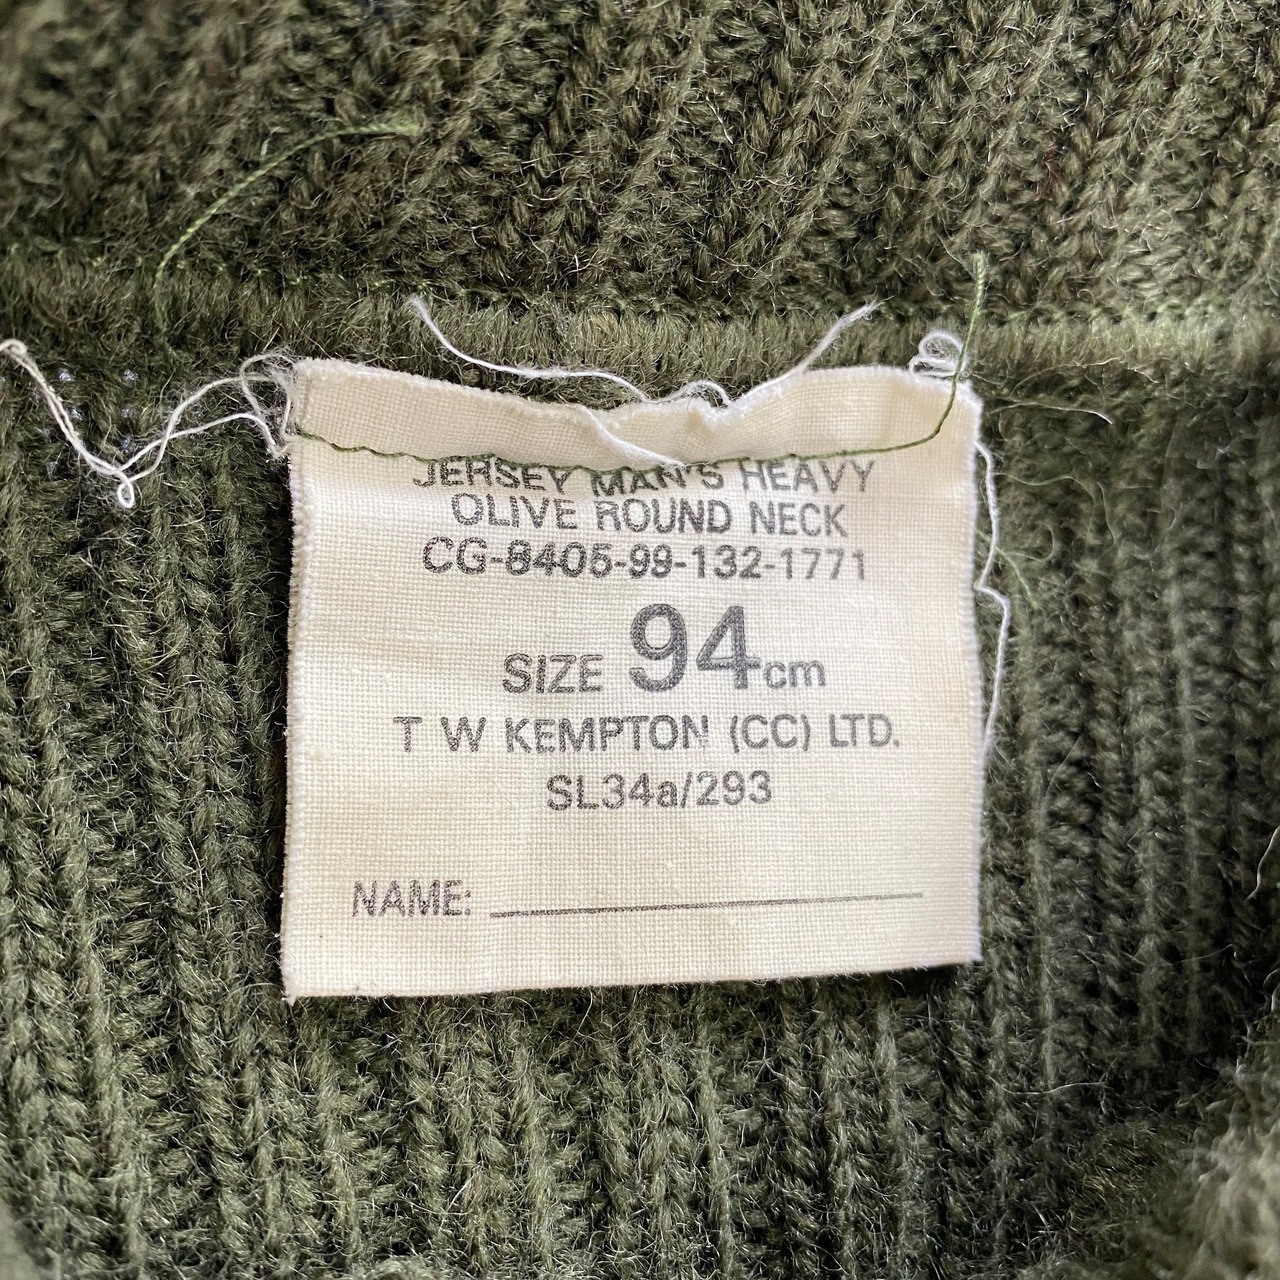 JERSEY MAN'S HEAVY
OLIVE ROUND NECK
CG-8405-99-132-1771
SIZE 94cm
T W KEMPTON (CC) LTD.
SL34a/293
NAME: